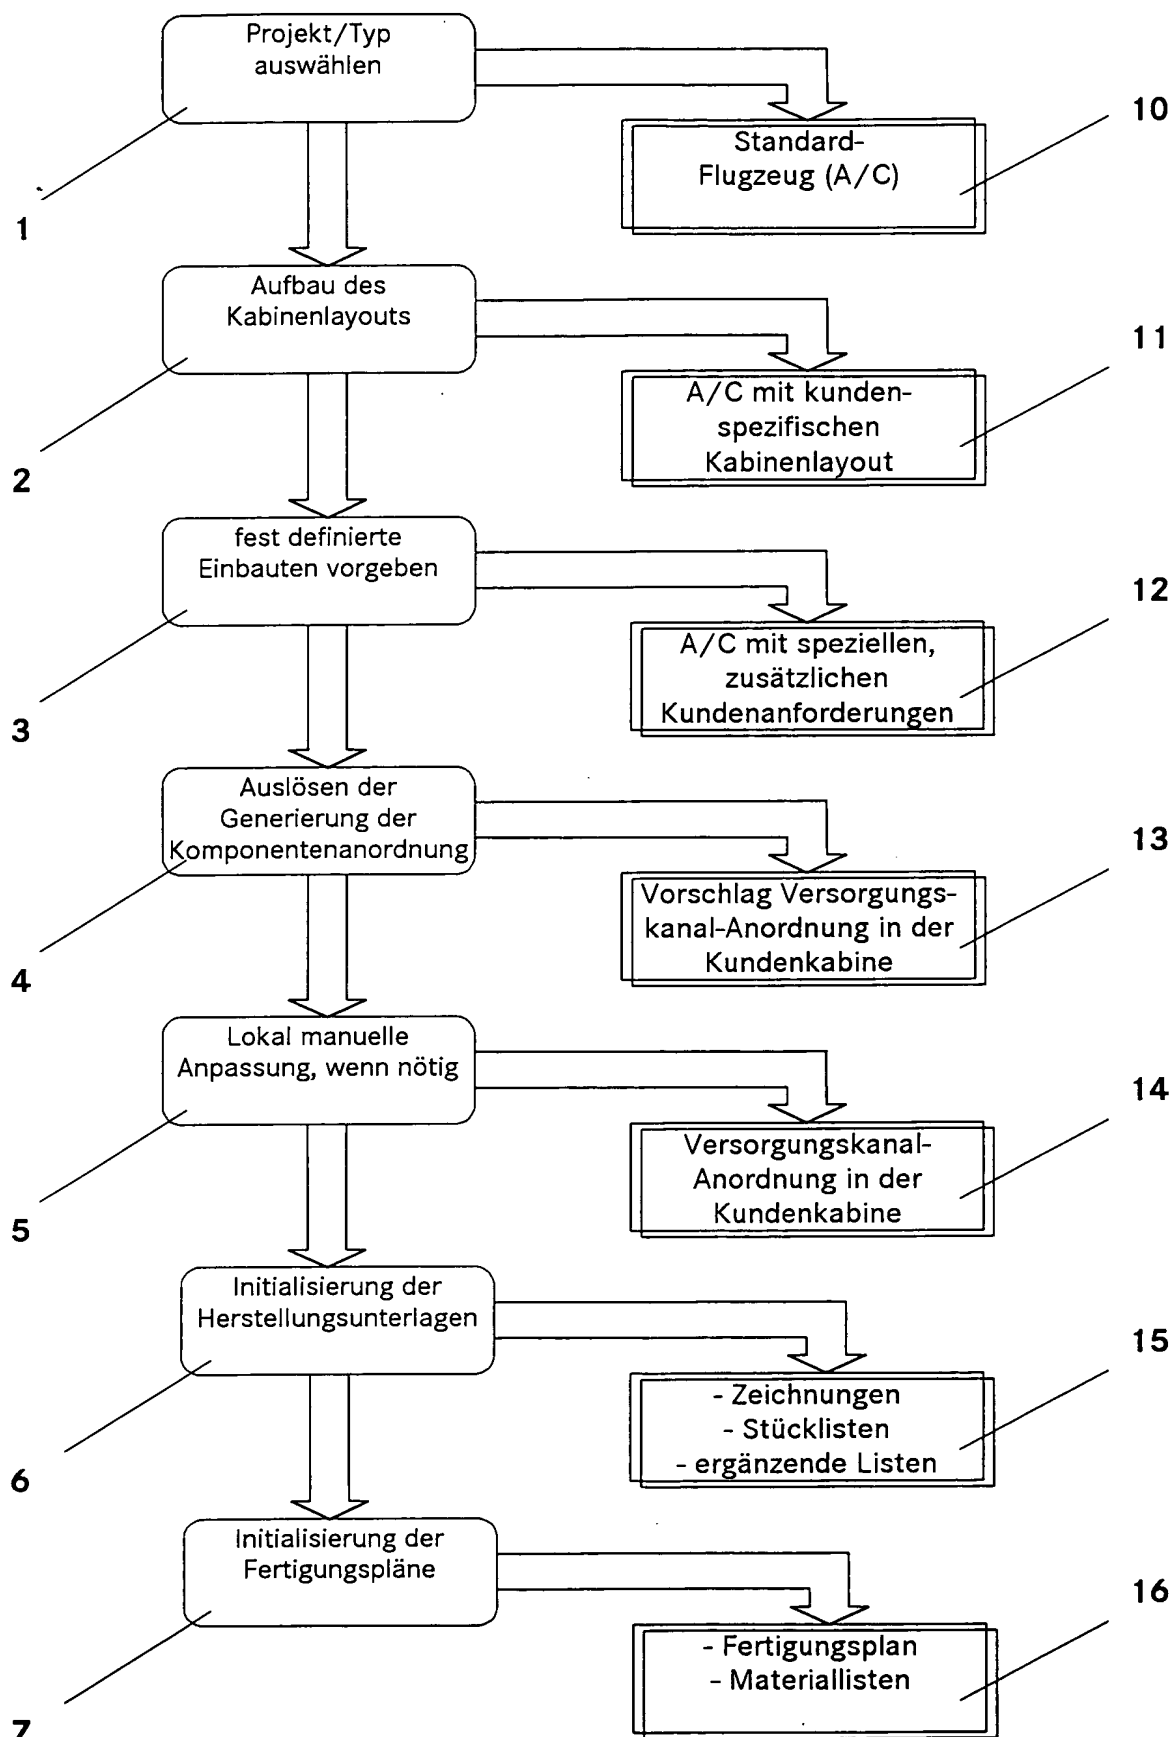 Projekt/Typ
auswählen
10
Standard-
Flugzeug (A/C)
1
Aufbau des
Kabinenlayouts
11
A/C mit kunden-
spezifischen
Kabinenlayout
2
fest definierte
Einbauten vorgeben
12
A/C mit speziellen,
zusätzlichen
Kundenanforderungen
3
Auslösen der
Generierung der
Komponentenanordnung
13
Vorschlag Versorgungs-
kanal-Anordnung in der
Kundenkabine
4
Lokal manuelle
Anpassung, wenn nötig
14
Versorgungskanal-
Anordnung in der
Kundenkabine
5
Initialisierung der
Herstellungsunterlagen
15
- Zeichnungen
- Stücklisten
- ergänzende Listen
6
Initialisierung der
Fertigungspläne
16
- Fertigungsplan
- Materiallisten
7